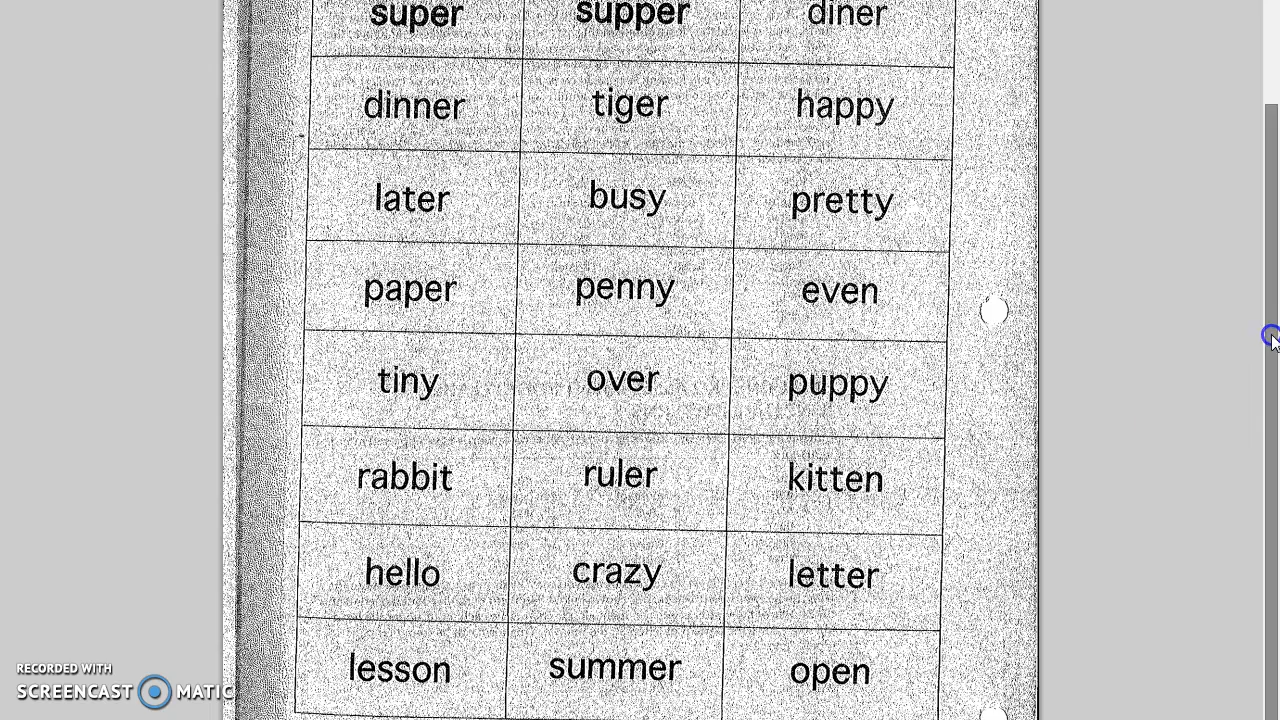 super supper diner
dinner tiger happy
later busy pretty
paper penny even
tiny over puppy
rabbit ruler kitten
hello crazy letter
lesson summer open
RECORDED WITH
SCREENCAST MATIC